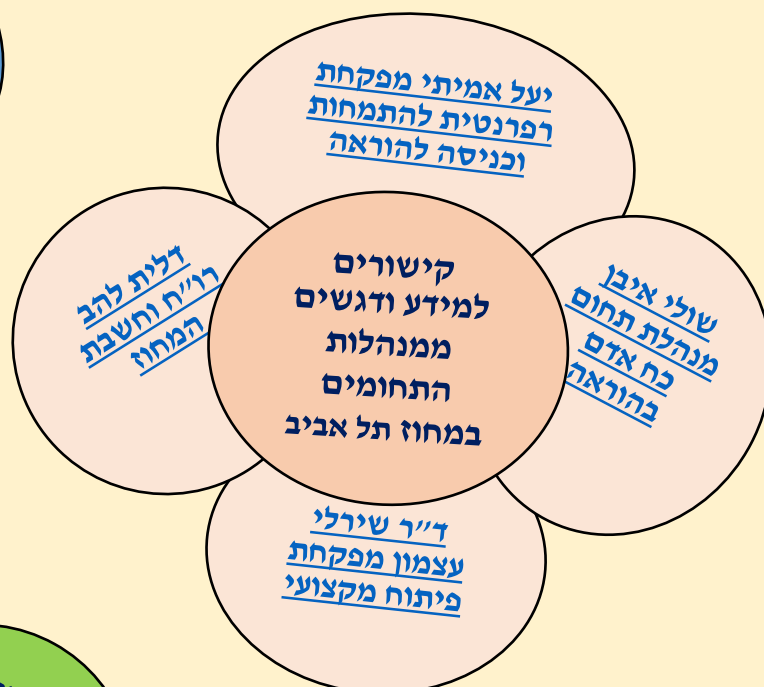 יעל אמיתי מפקחת
רפרנטית להתמחות
וכניסה להוראה
קישורים
למידע ודגשים
ממנהלות
התחומים
במחוז תל אביב
שולי איבן
מנהלת תחום
כח אדם
בהוראה
דלית להב
רו״ח וחשבת
המחוז
ד״ר שירלי
עצמון מפקחת
פיתוח מקצועי